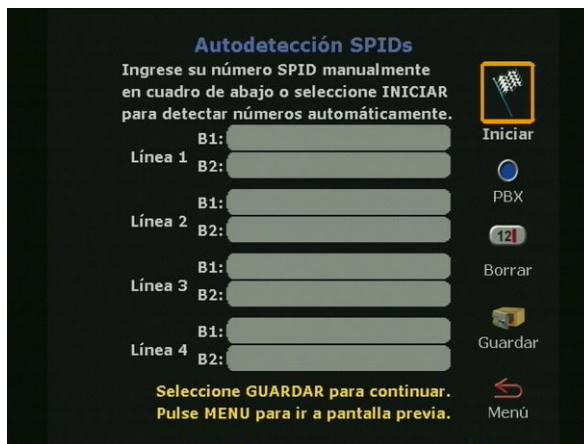 Autodetección SPIDs
Ingrese su número SPID manualmente
en cuadro de abajo o seleccione INICIAR
para detectar números automáticamente.
Línea 1
B1:
B2:
Línea 2
B1:
B2:
Línea 3
B1:
B2:
Línea 4
B1:
B2:
Seleccione GUARDAR para continuar.
Pulse MENU para ir a pantalla previa.
Iniciar
PBX
12
Borrar
Guardar
Menú